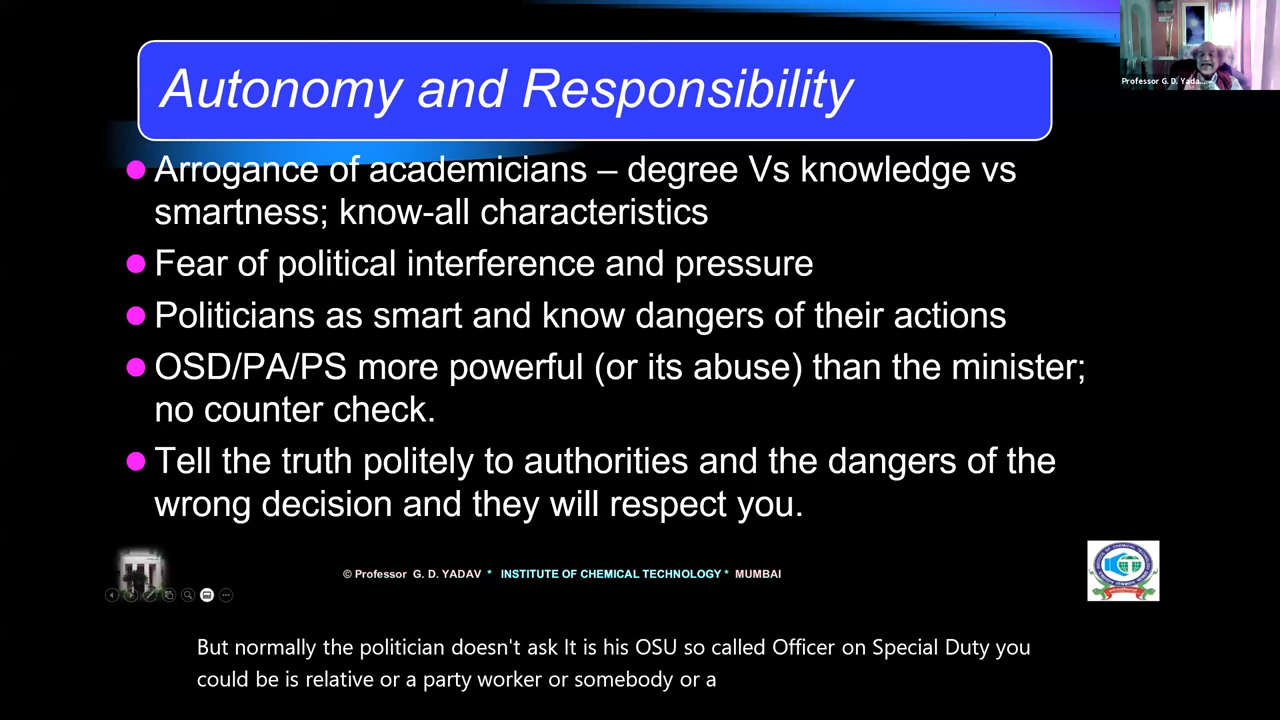 Professor G. D. Yada...
Autonomy and Responsibility
Arrogance of academicians – degree Vs knowledge vs
smartness; know-all characteristics
Fear of political interference and pressure
Politicians as smart and know dangers of their actions
OSD/PA/PS more powerful (or its abuse) than the minister;
no counter check.
Tell the truth politely to authorities and the dangers of the
wrong decision and they will respect you.
© Professor G. D. YADAV * INSTITUTE OF CHEMICAL TECHNOLOGY * MUMBAI
But normally the politician doesn't ask It is his OSU so called Officer on Special Duty you
could be is relative or a party worker or somebody or a